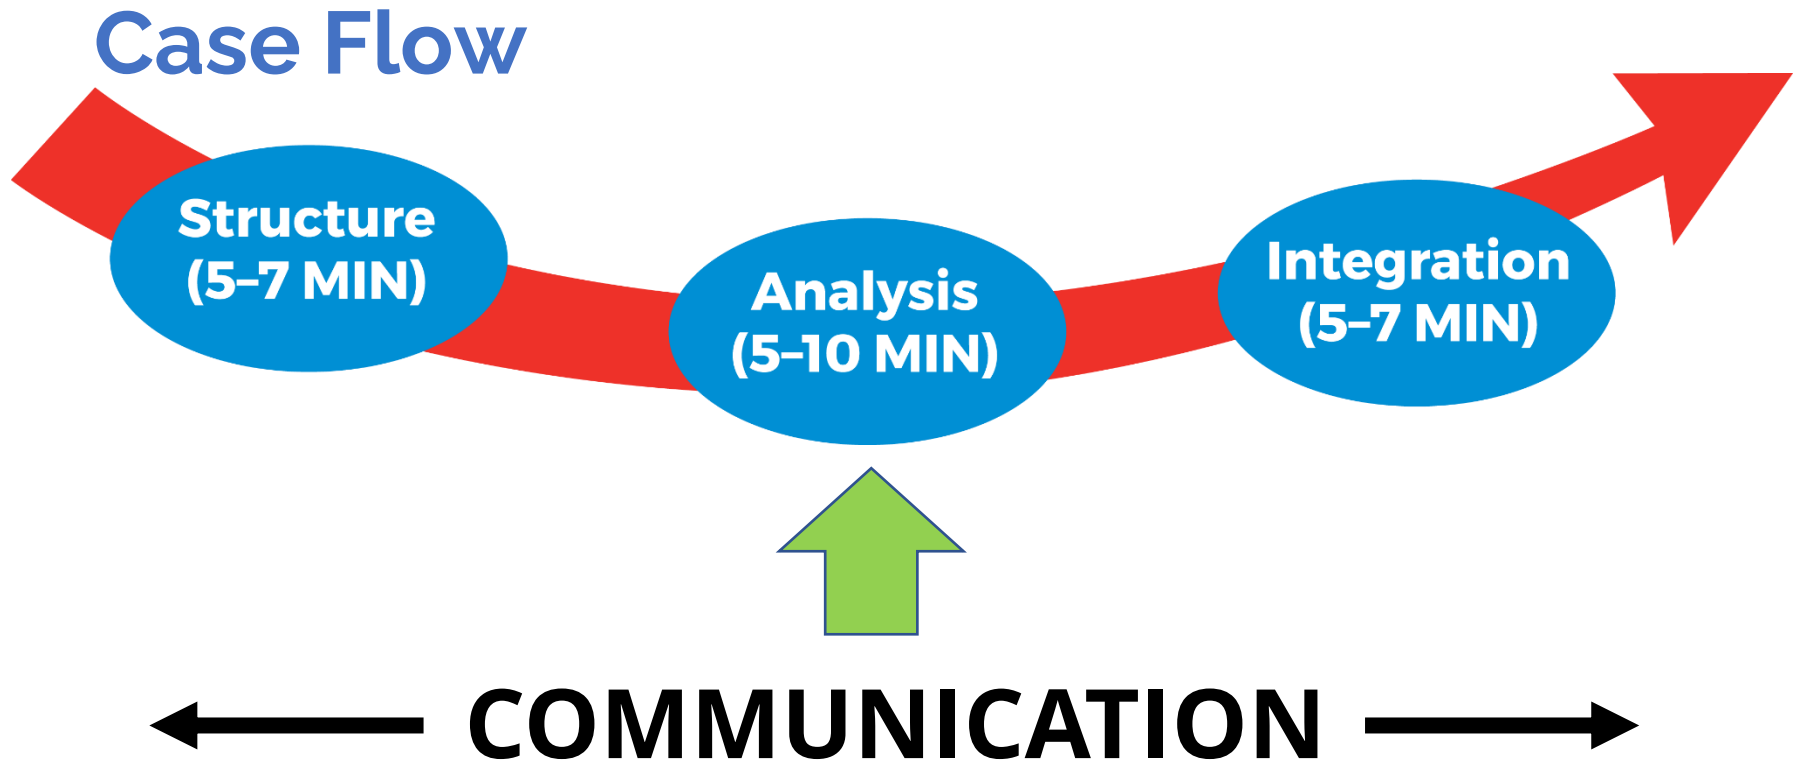 Case Flow
Structure
(5–7 MIN)
Analysis
(5–10 MIN)
Integration
(5–7 MIN)
COMMUNICATION